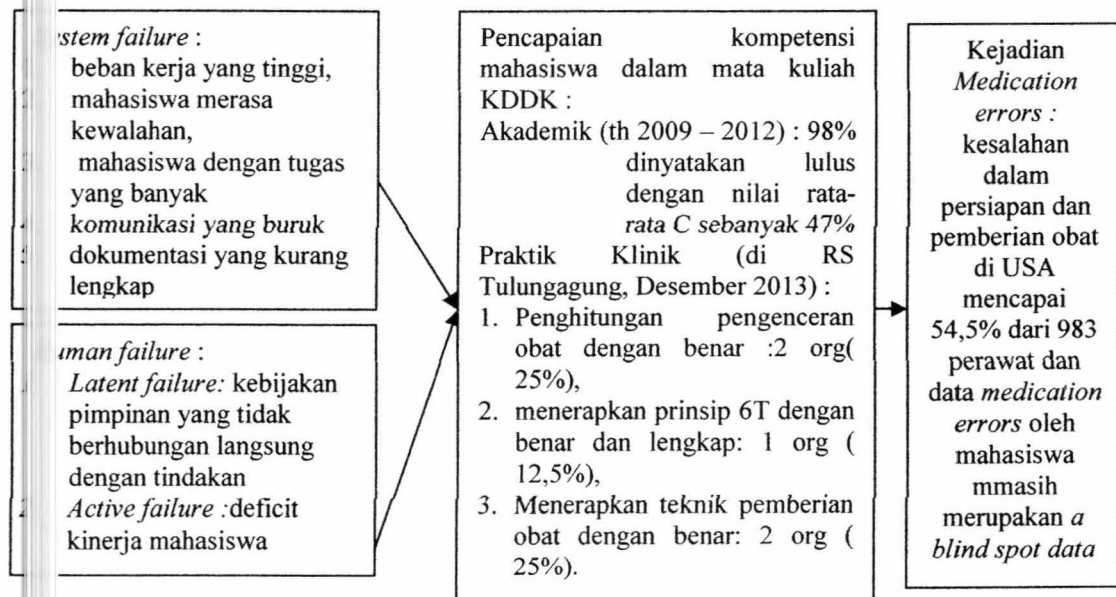 stem failure :
beban kerja yang tinggi,
mahasiswa merasa
kewalahan,
mahasiswa dengan tugas
yang banyak
komunikasi yang buruk
dokumentasi yang kurang
lengkap
uman failure :
Latent failure: kebijakan
pimpinan yang tidak
berhubungan langsung
dengan tindakan
Active failure :deficit
kinerja mahasiswa
Pencapaian kompetensi
mahasiswa dalam mata kuliah
KDDK :
Akademik (th 2009 – 2012) : 98%
dinyatakan lulus
dengan nilai rata-
rata C sebanyak 47%
Praktik Klinik (di RS
Tulungagung, Desember 2013) :
1. Penghitungan pengenceran
obat dengan benar :2 org(
25%),
2. menerapkan prinsip 6T dengan
benar dan lengkap: 1 org (
12,5%),
3. Menerapkan teknik pemberian
obat dengan benar: 2 org (
25%).
Kejadian
Medication
errors :
kesalahan
dalam
persiapan dan
pemberian obat
di USA
mencapai
54,5% dari 983
perawat dan
data medication
errors oleh
mahasiswa
mmasih
merupakan a
blind spot data